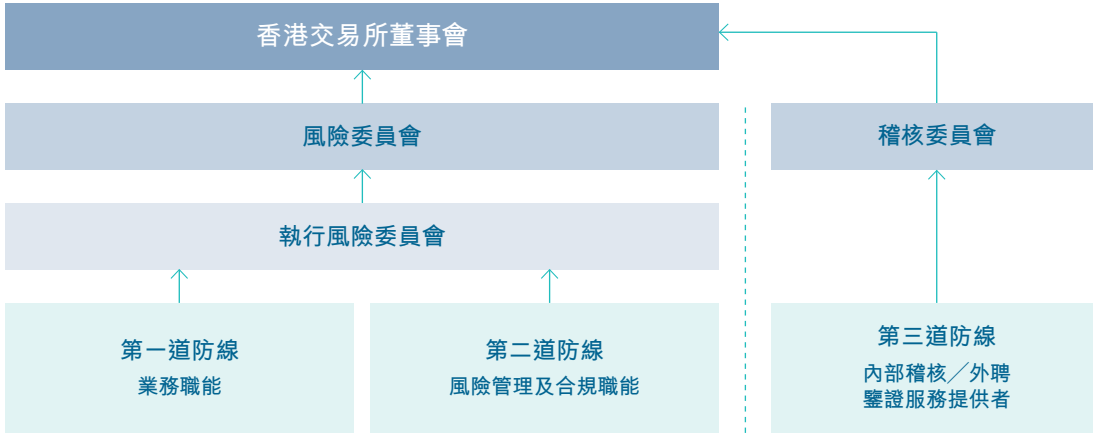 香港交易所董事會
風險委員會
稽核委員會
執行風險委員會
第一道防線
業務職能
第二道防線
風險管理及合規職能
第三道防線
內部稽核╱外聘
鑒證服務提供者